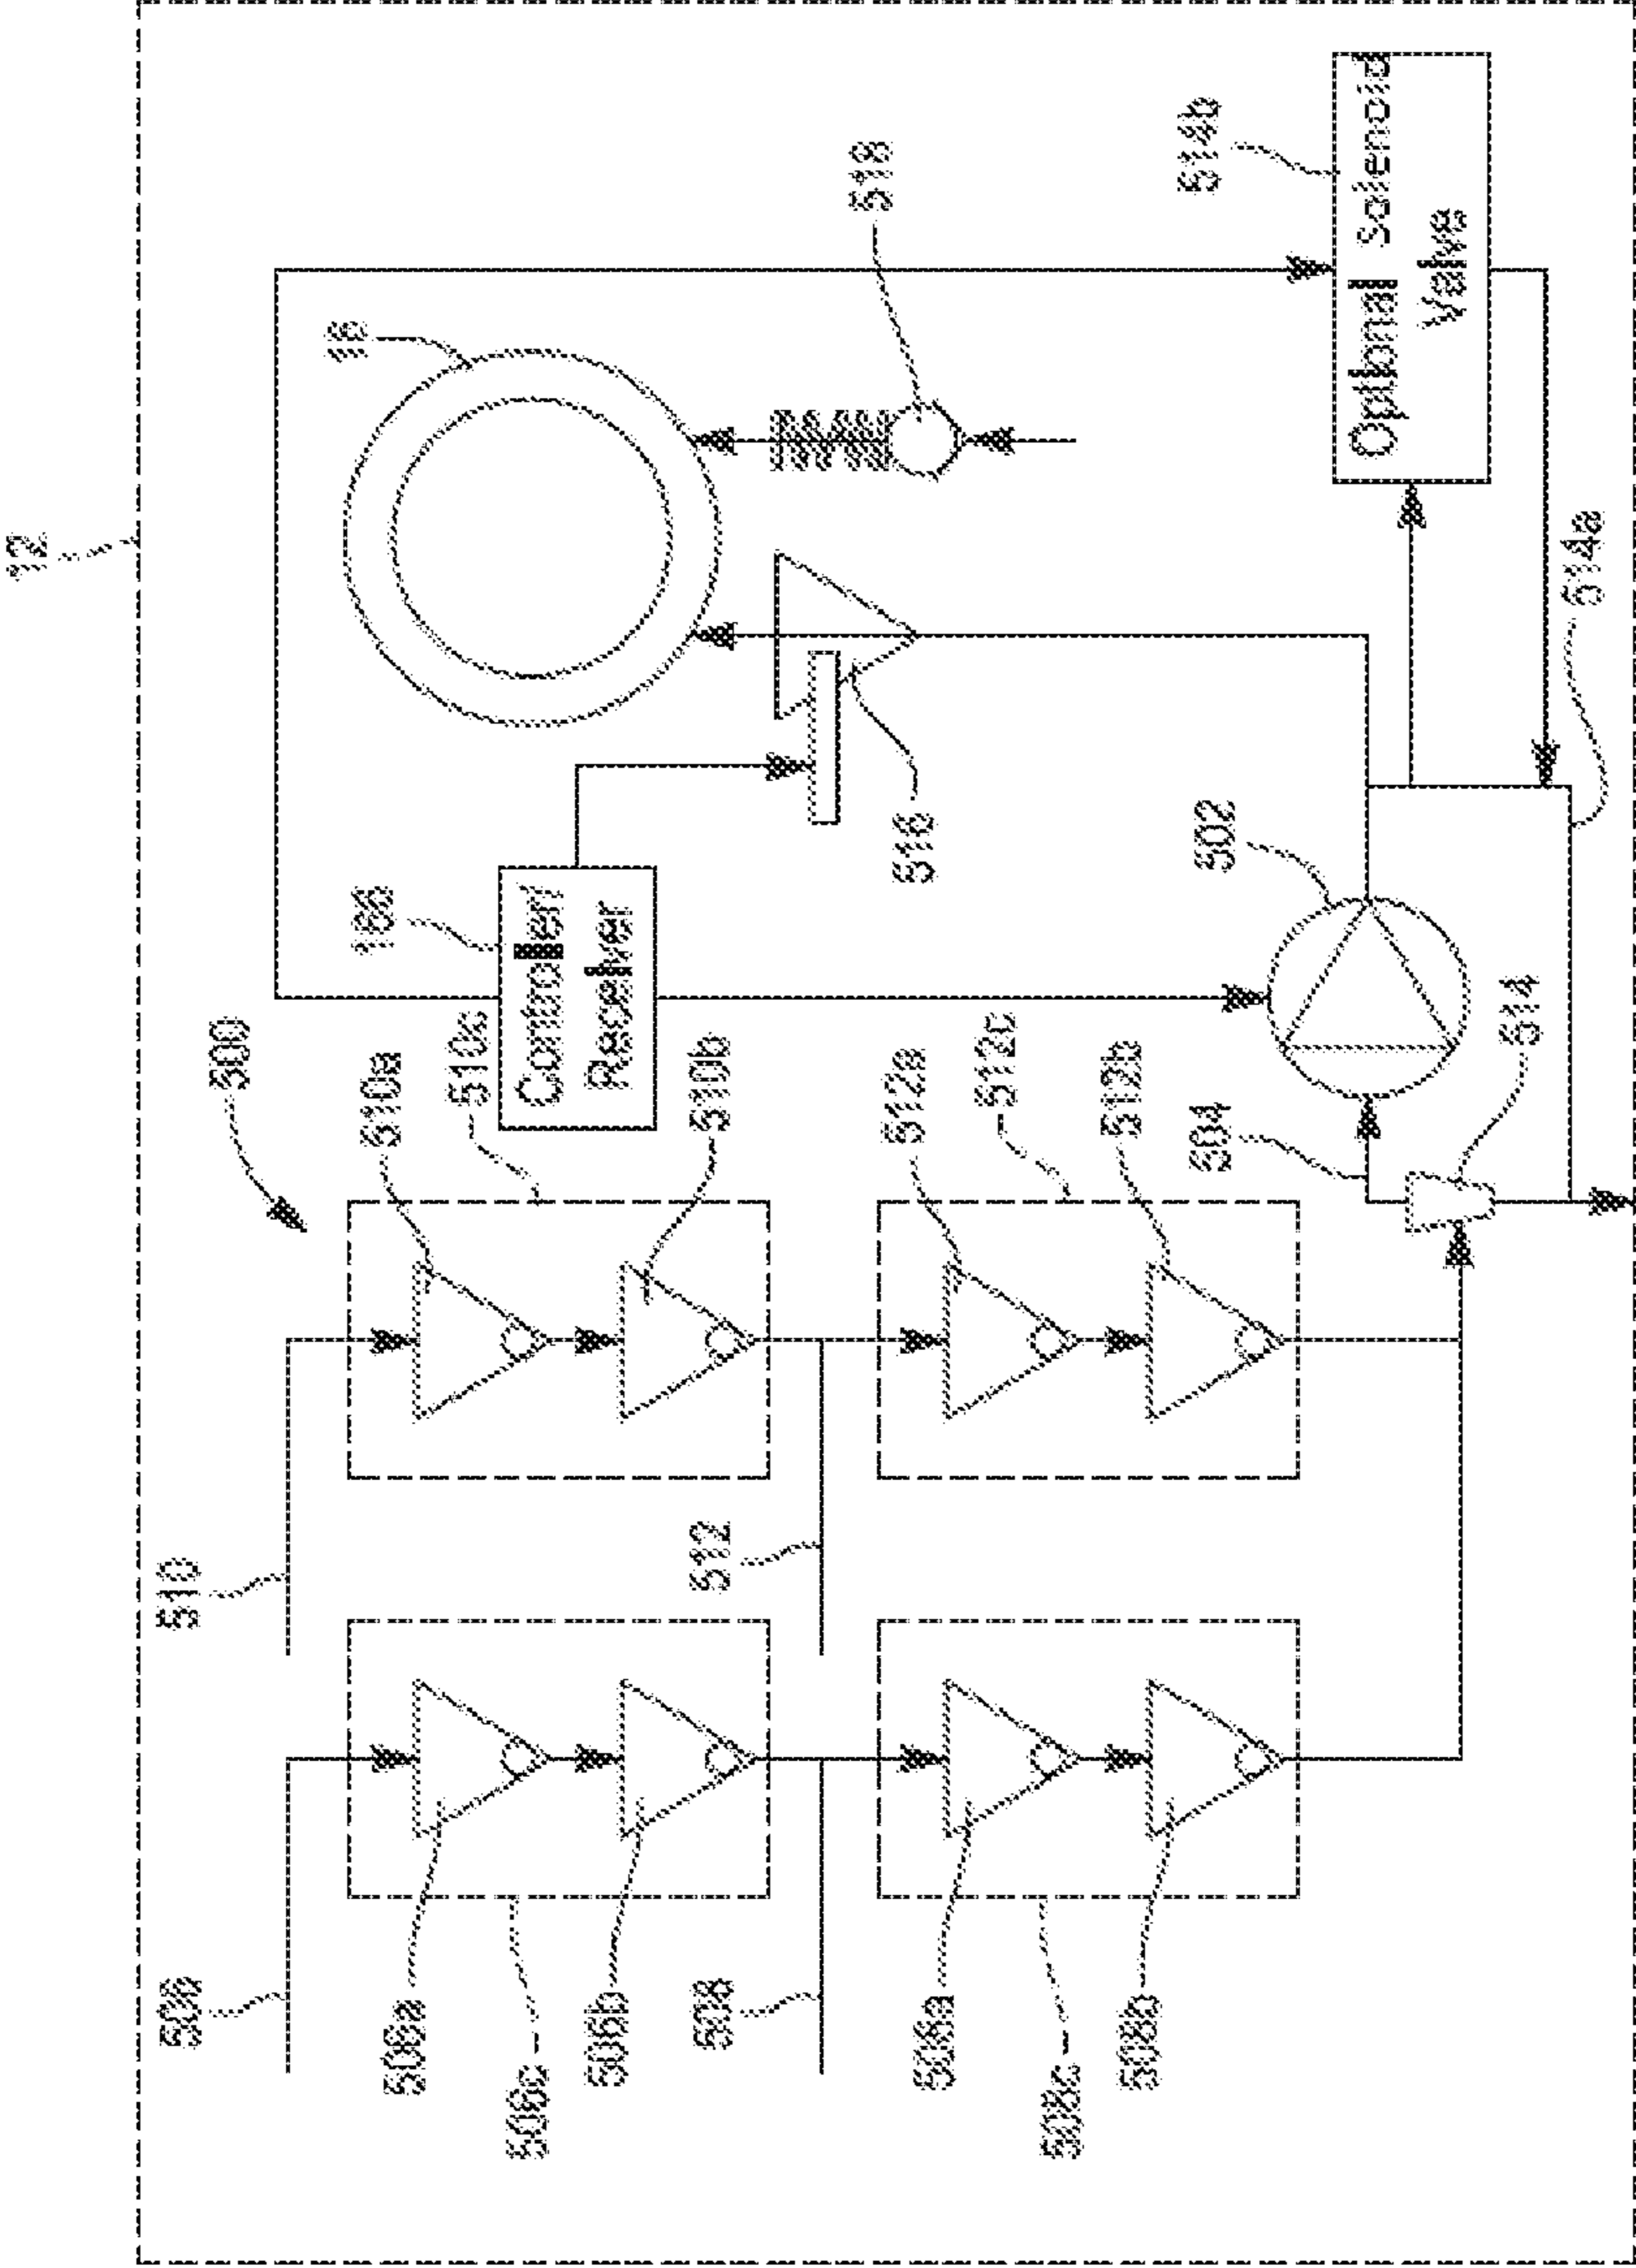 12
506
510
500
16
166
506a
510a
510c
506c
Controller/
Receiver
506b
508
512
510b
518
512a
516
508a
512c
508c
512b
508b
504
502
514b
Optional Solenoid
Valve
514
514a